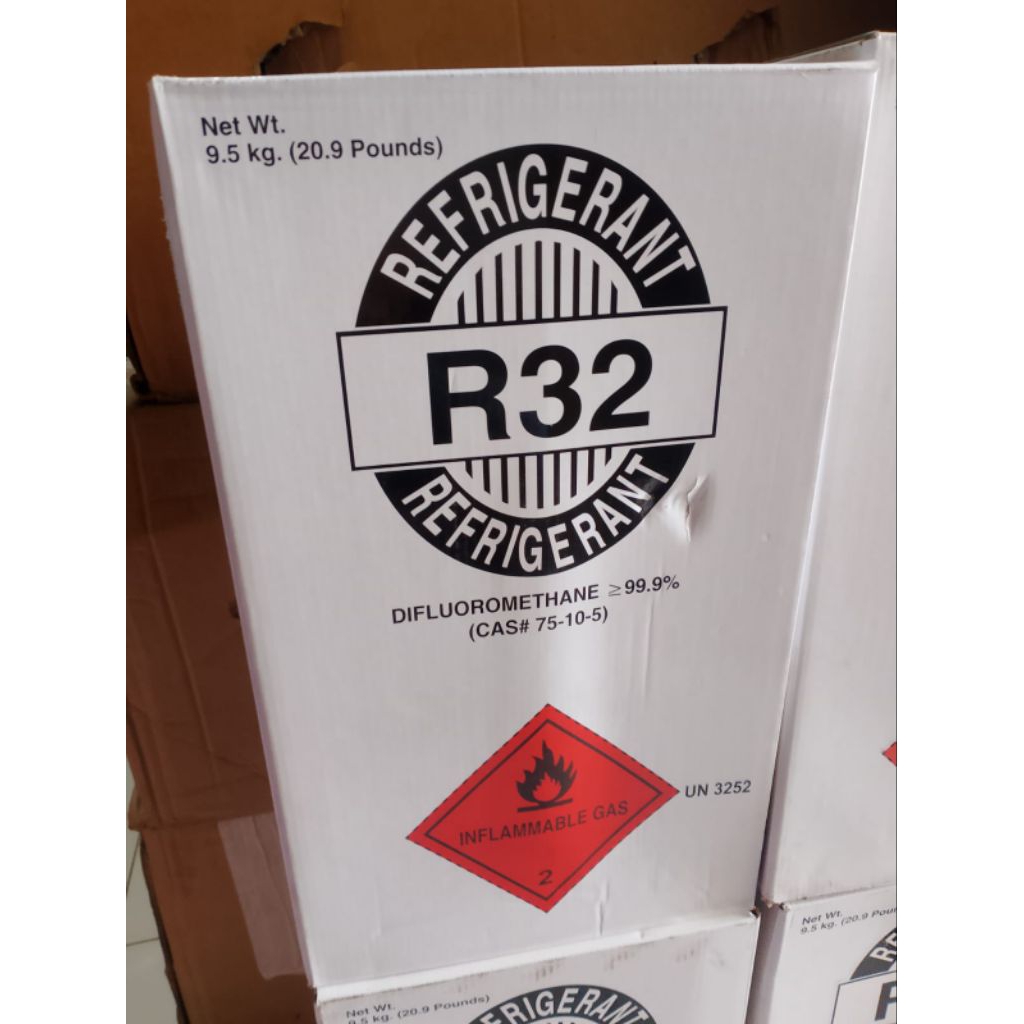 Net Wt.
9.5 kg. (20.9 Pounds)
REFRIGERANT
R32
REFRIGERANT
DIFLUOROMETHANE ≥99.9%
(CAS# 75-10-5)
INFLAMMABLE GAS
2
UN 3252
Net Wt.
9.5 kg. (20.9 Pounds)
Net Wt.
9.5 kg. (20.9 Pounds)